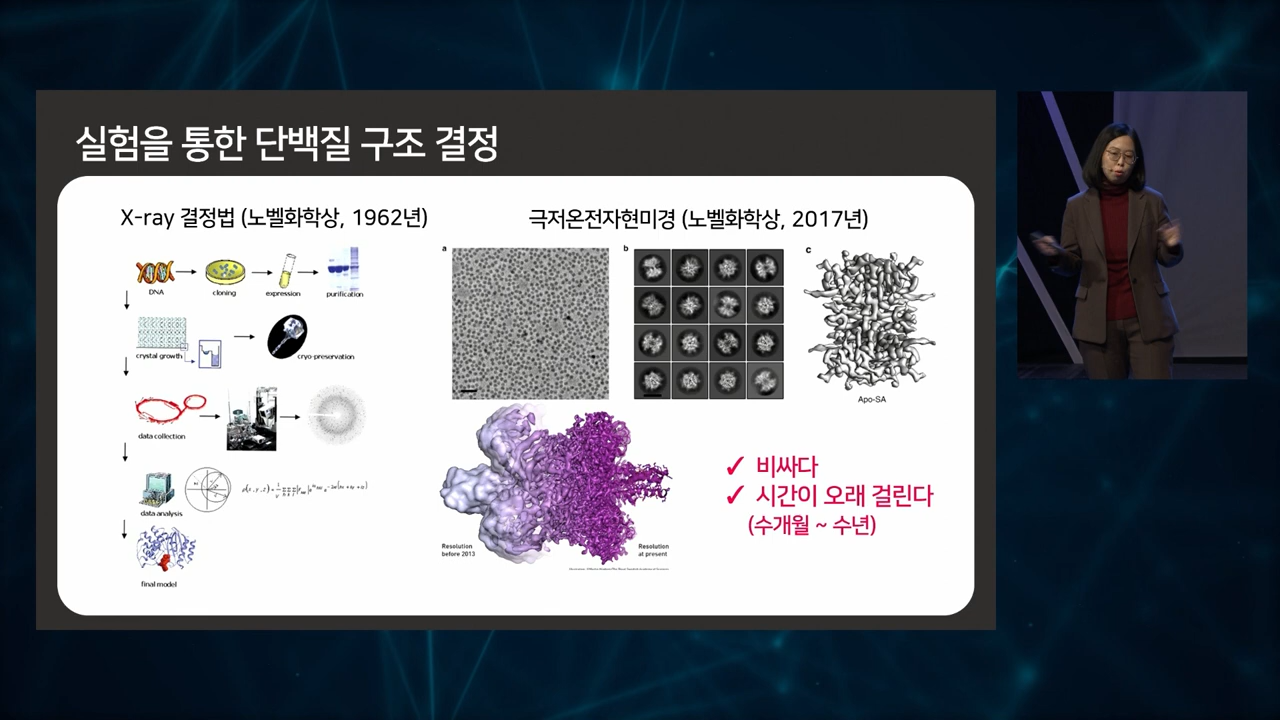 실험을 통한 단백질 구조 결정
X-ray 결정법 (노벨화학상, 1962년)
DNA
cloning
expression
purification
crystal growth
cryo-preservation
data collection
data analysis
final model
극저온전자현미경 (노벨화학상, 2017년)
a
b
c
Apo-SA
Resolution
before 2013
Resolution
at present
✓ 비싸다
✓ 시간이 오래 걸린다
(수개월 ~ 수년)